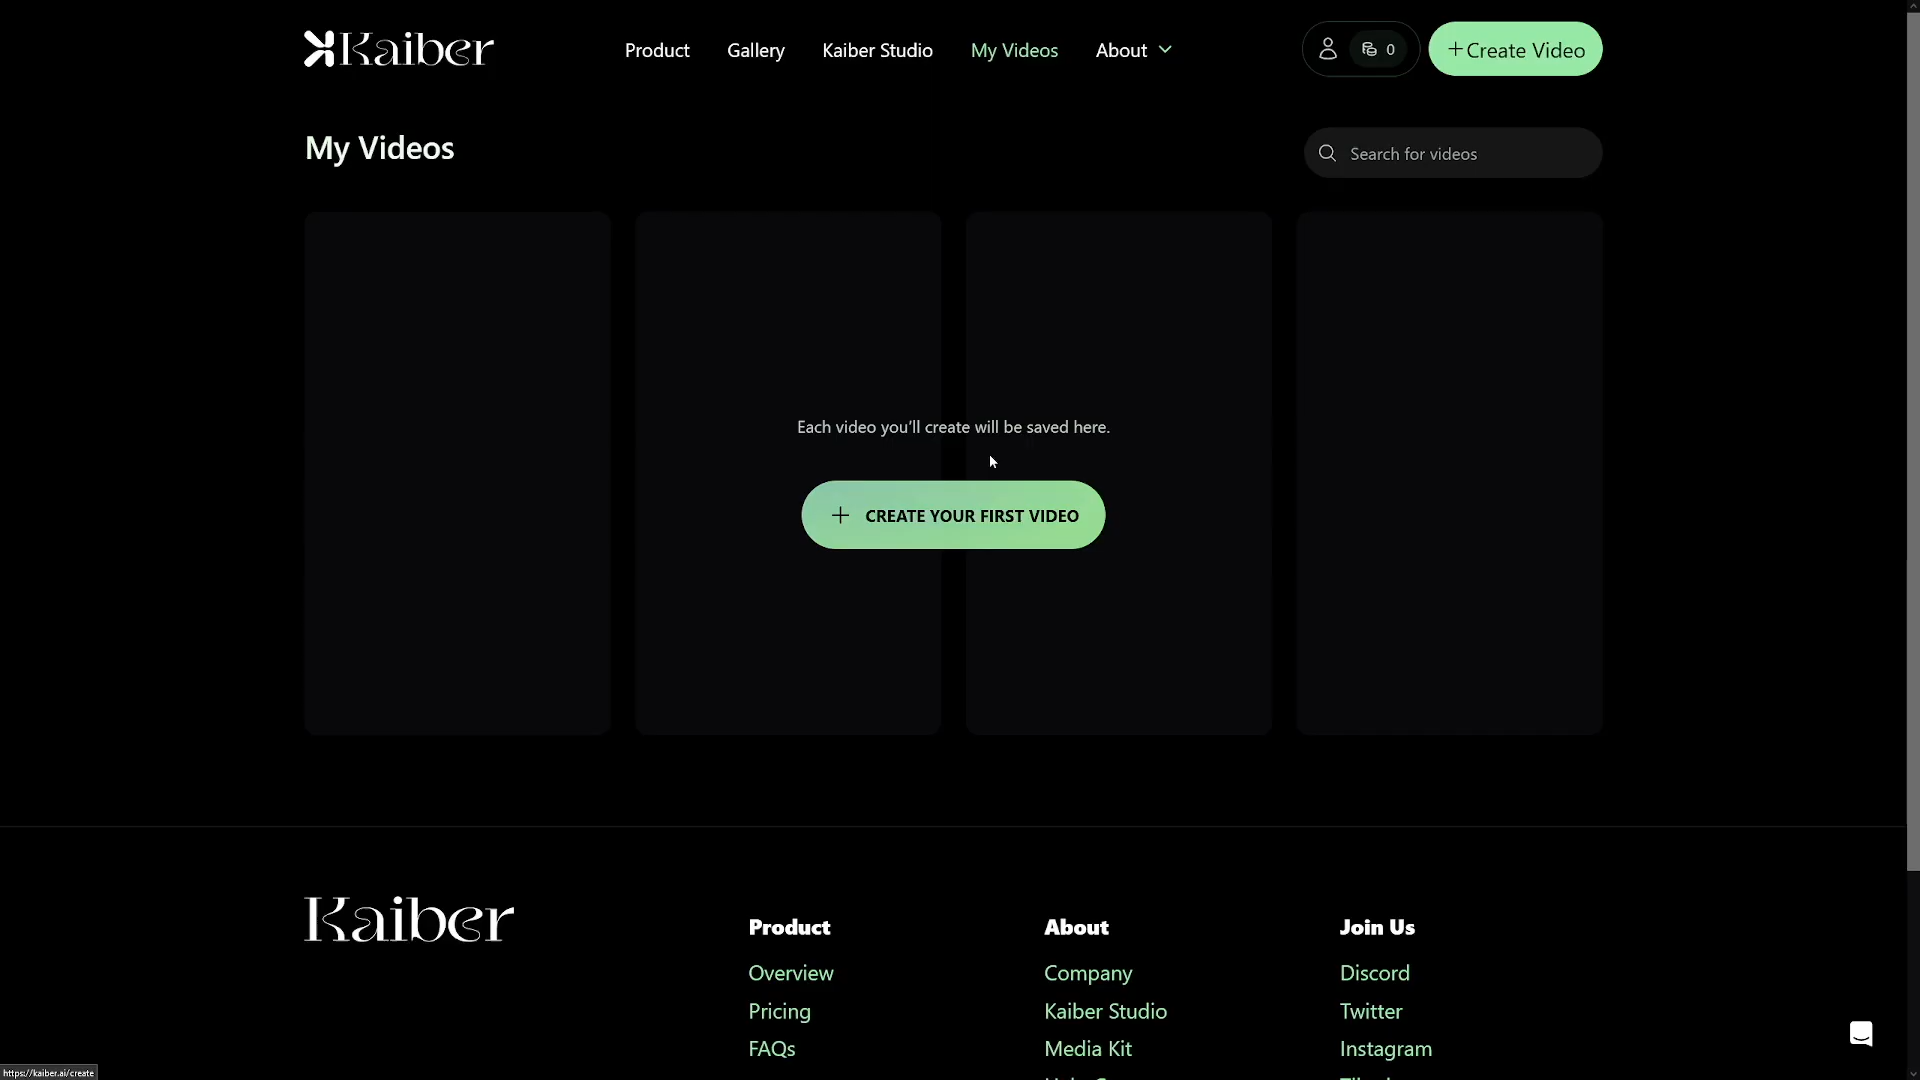 Kaiber
Product
Gallery
Kaiber Studio
My Videos
About
0
+Create Video
My Videos
Search for videos
Each video you'll create will be saved here.
+ CREATE YOUR FIRST VIDEO
Kaiber
Product
Overview
Pricing
FAQs
About
Company
Kaiber Studio
Media Kit
Join Us
Discord
Twitter
Instagram
https://kaiber.ai/create